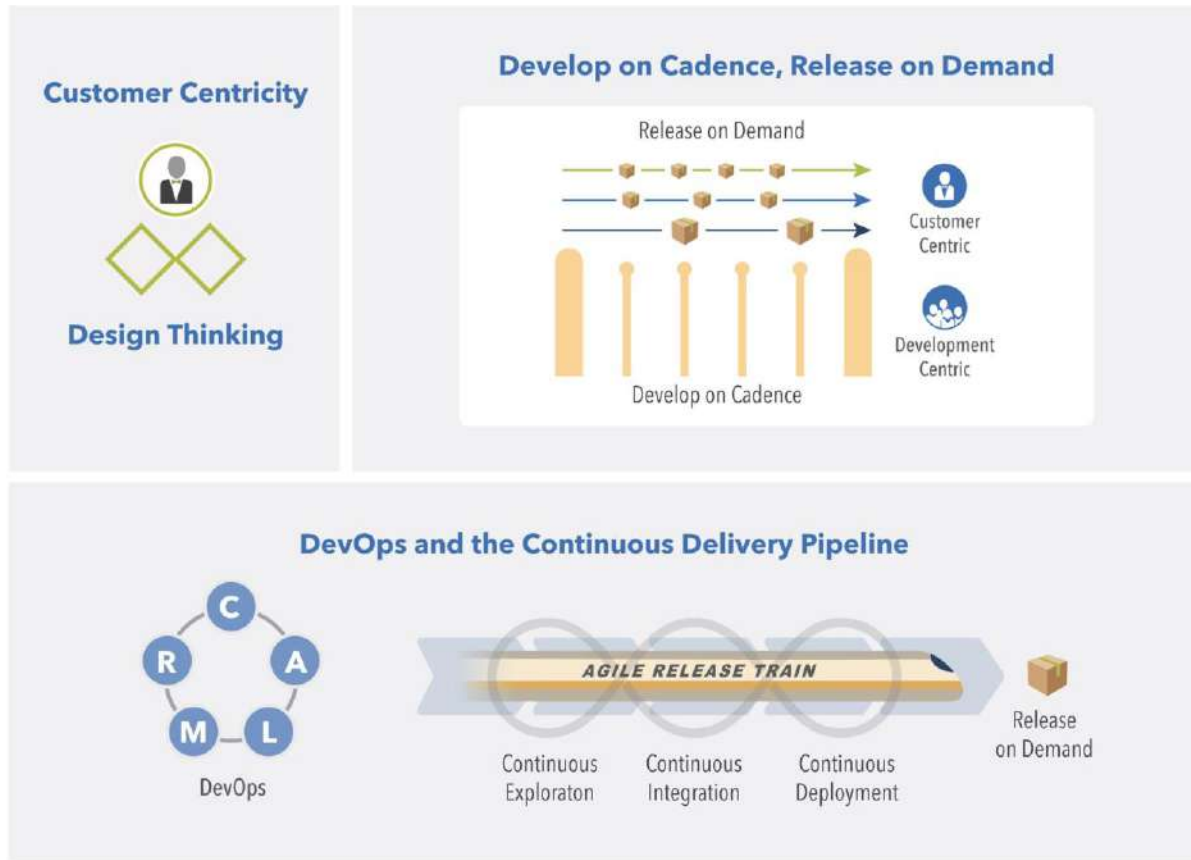 Customer Centricity
Design Thinking
Develop on Cadence, Release on Demand
Release on Demand
Customer
Centric
Development
Centric
Develop on Cadence
DevOps and the Continuous Delivery Pipeline
C
R
A
M
L
DevOps
AGILE RELEASE TRAIN
Continuous
Exploraton
Continuous
Integration
Continuous
Deployment
Release
on Demand